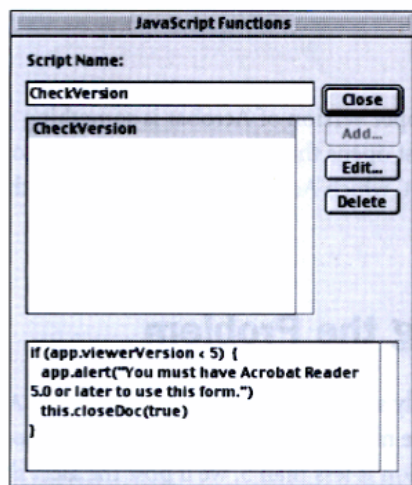 JavaScript Functions
Script Name:
CheckVersion
Close
CheckVersion
Add...
Edit...
Delete
if (app.viewerVersion < 5) {
app.alert("You must have Acrobat Reader
5.0 or later to use this form.")
this.closeDoc(true)
}